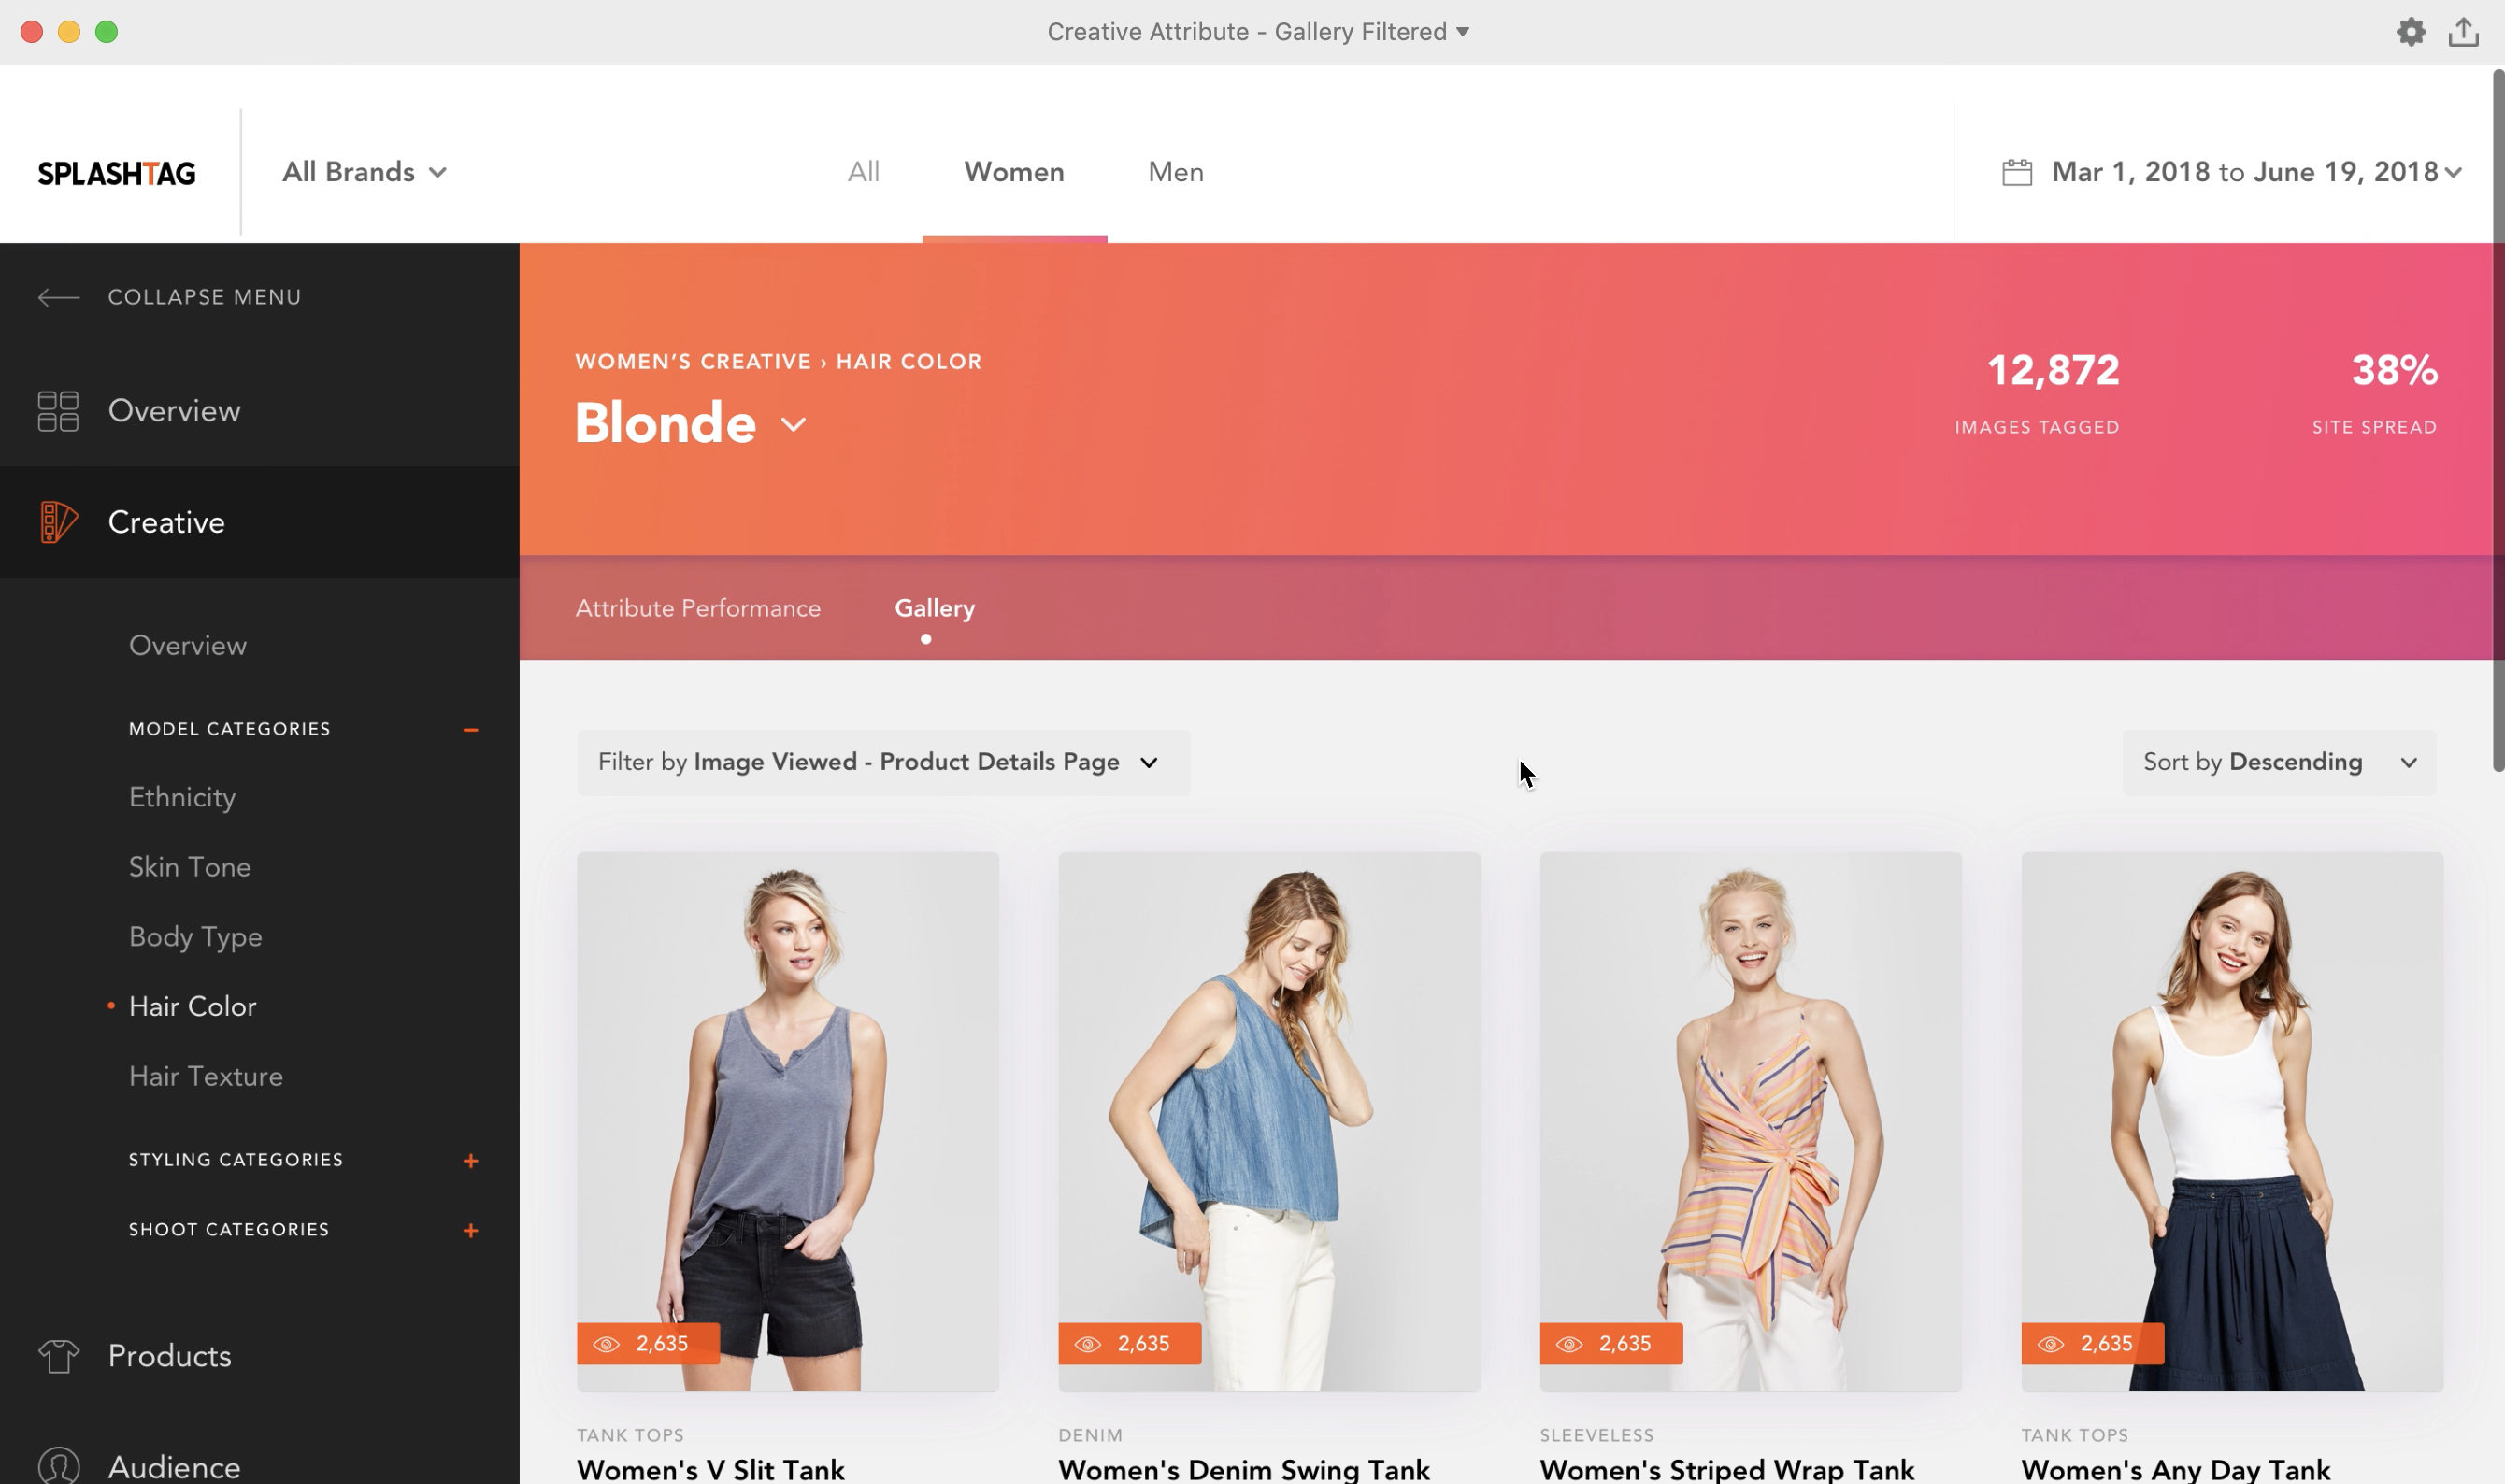 Creative Attribute - Gallery Filtered
SPLASHTAG
All Brands
All
Women
Men
Mar 1, 2018 to June 19, 2018
COLLAPSE MENU
Overview
Creative
Overview
MODEL CATEGORIES
Ethnicity
Skin Tone
Body Type
Hair Color
Hair Texture
STYLING CATEGORIES
SHOOT CATEGORIES
Products
Audience
WOMEN’S CREATIVE › HAIR COLOR
Blonde
12,872
IMAGES TAGGED
38%
SITE SPREAD
Attribute Performance
Gallery
Filter by Image Viewed - Product Details Page
Sort by Descending
2,635
2,635
2,635
2,635
TANK TOPS
Women's V Slit Tank
DENIM
Women's Denim Swing Tank
SLEEVELESS
Women's Striped Wrap Tank
TANK TOPS
Women's Any Day Tank